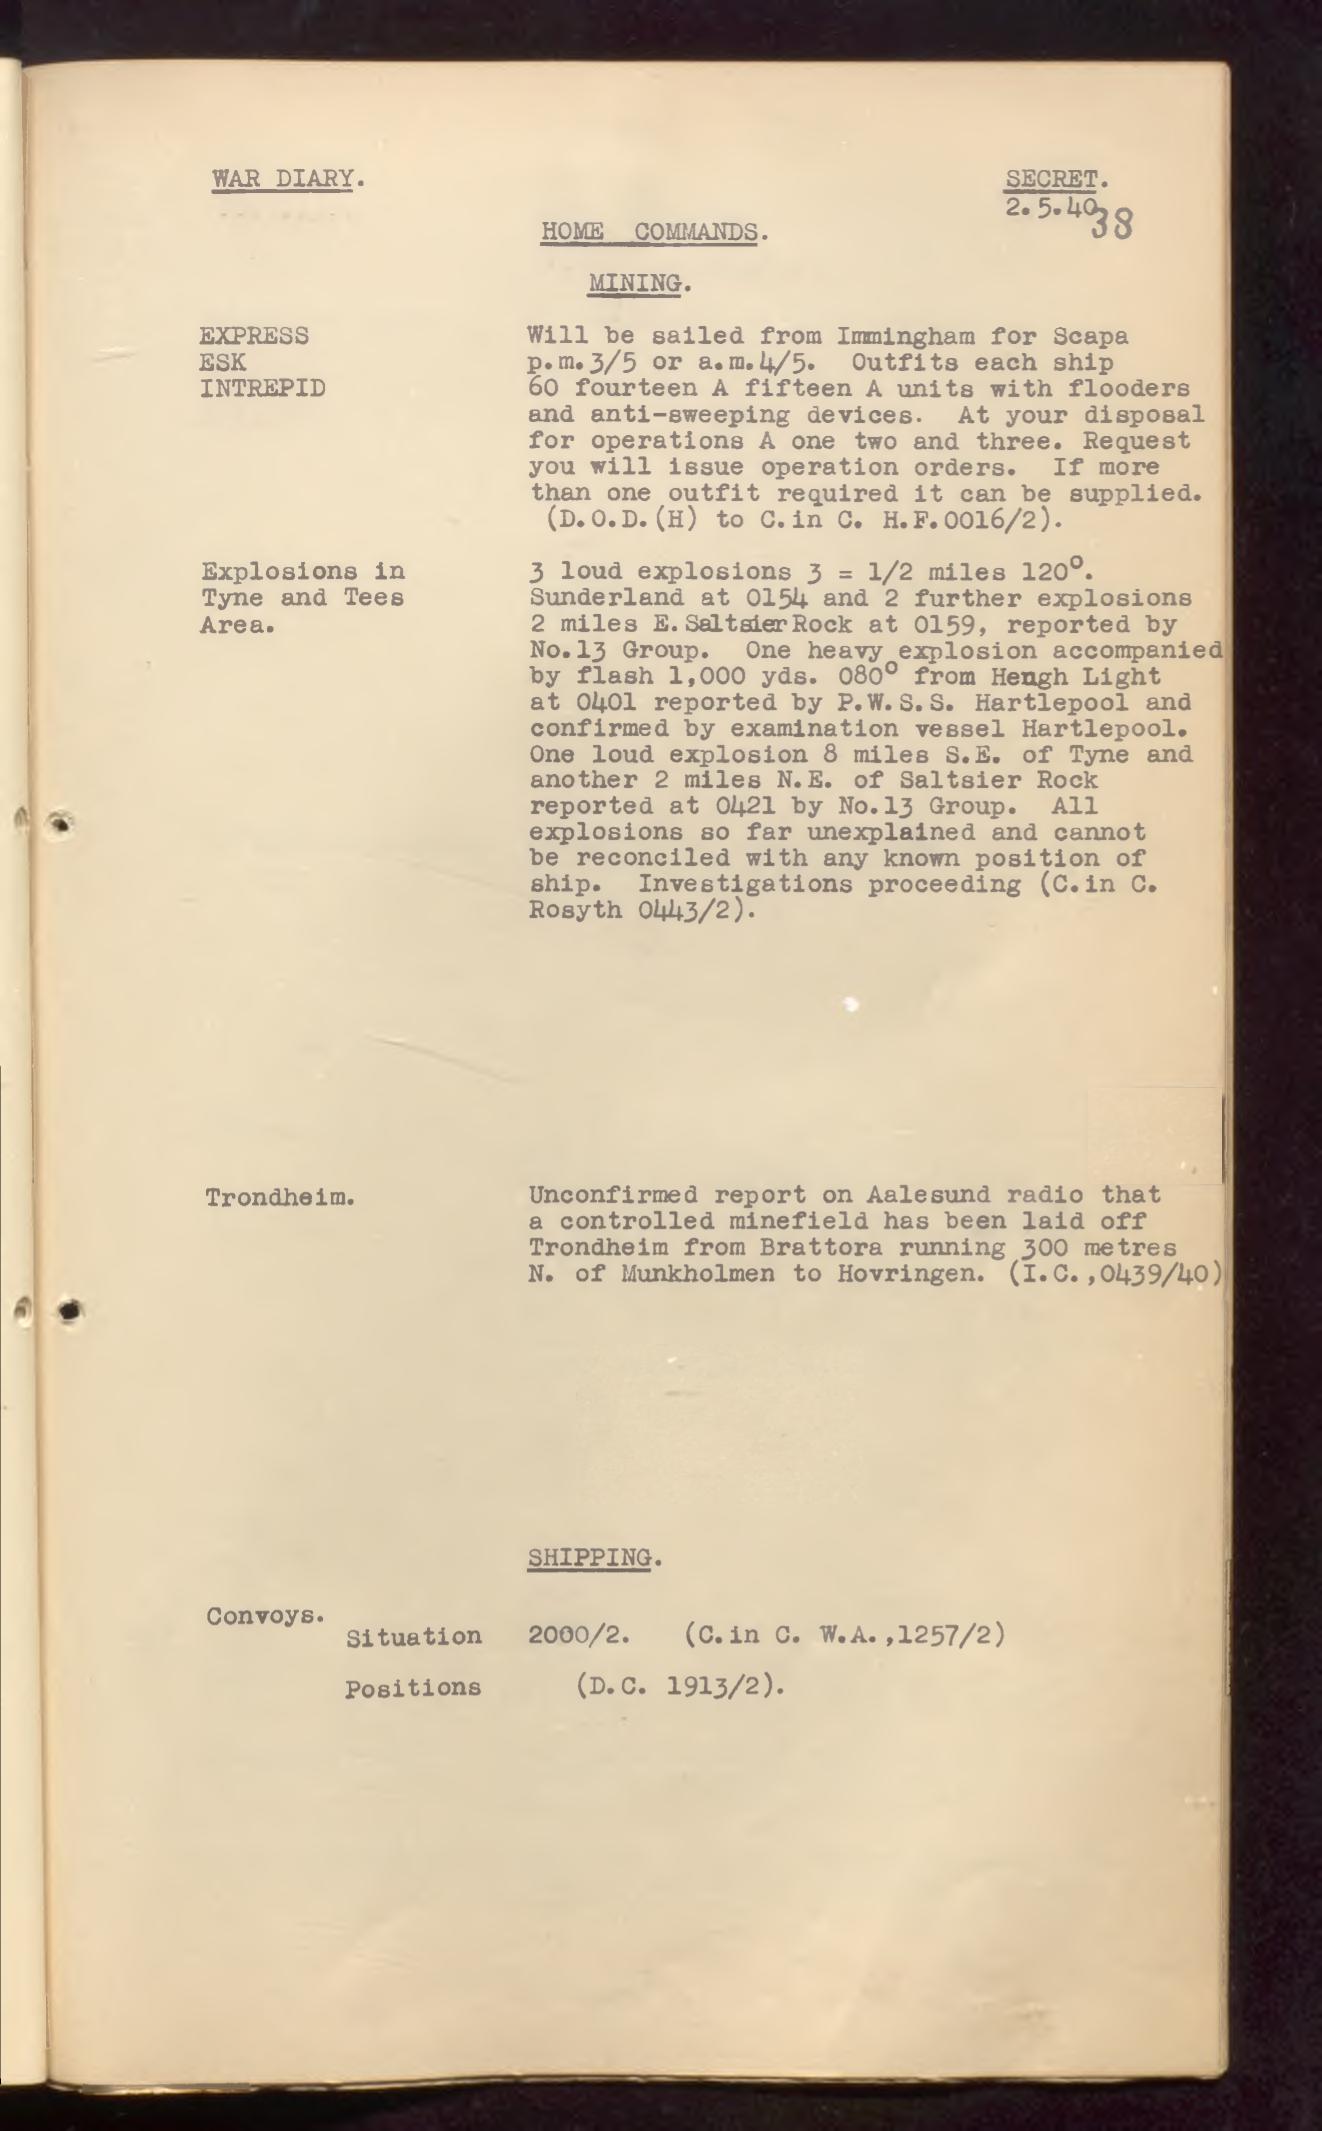 WAR DIARY.
SECRET.
2.5.40
38
HOME COMMANDS.
MINING.
EXPRESS
ESK
INTREPID
Will be sailed from Immingham for Scapa
p.m.3/5 or a.m.4/5. Outfits each ship
60 fourteen A fifteen A units with flooders
and anti-sweeping devices. At your disposal
for operations A one two and three. Request
you will issue operation orders. If more
than one outfit required it can be supplied.
(D.O.D.(H) to C.in C. H.F.0016/2).
Explosions in
Tyne and Tees
Area.
3 loud explosions 3 = 1/2 miles 120°.
Sunderland at 0154 and 2 further explosions
2 miles E.Saltsier Rock at 0159, reported by
No.13 Group. One heavy explosion accompanied
by flash 1,000 yds. 080° from Heugh Light
at 0401 reported by P.W.S.S. Hartlepool and
confirmed by examination vessel Hartlepool.
One loud explosion 8 miles S.E. of Tyne and
another 2 miles N.E. of Saltsier Rock
reported at 0421 by No.13 Group. All
explosions so far unexplained and cannot
be reconciled with any known position of
ship. Investigations proceeding (C.in C.
Rosyth 0443/2).
Trondheim.
Unconfirmed report on Aalesund radio that
a controlled minefield has been laid off
Trondheim from Brattora running 300 metres
N. of Munkholmen to Hovringen. (I.C.,0439/40)
SHIPPING.
Convoys.
Situation 2000/2. (C.in C. W.A.,1257/2)
Positions (D.C. 1913/2).